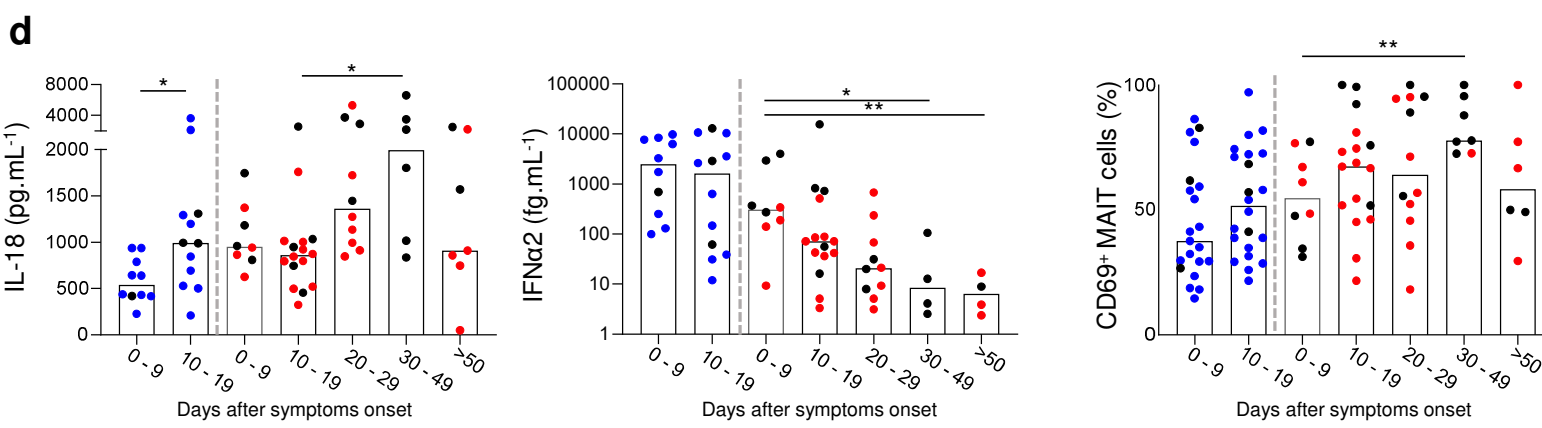 d
IL-18 (pg.mL-1)
8000
4000
2000
1500
1000
500
0
*
*
0 - 9
10 - 19
0 - 9
10 - 19
20 - 29
30 - 49
>50
Days after symptoms onset
IFNα2 (fg.mL-1)
100000
10000
1000
100
10
1
*
**
0 - 9
10 - 19
0 - 9
10 - 19
20 - 29
30 - 49
>50
Days after symptoms onset
CD69+ MAIT cells (%)
100
50
0
**
0 - 9
10 - 19
0 - 9
10 - 19
20 - 29
30 - 49
>50
Days after symptoms onset